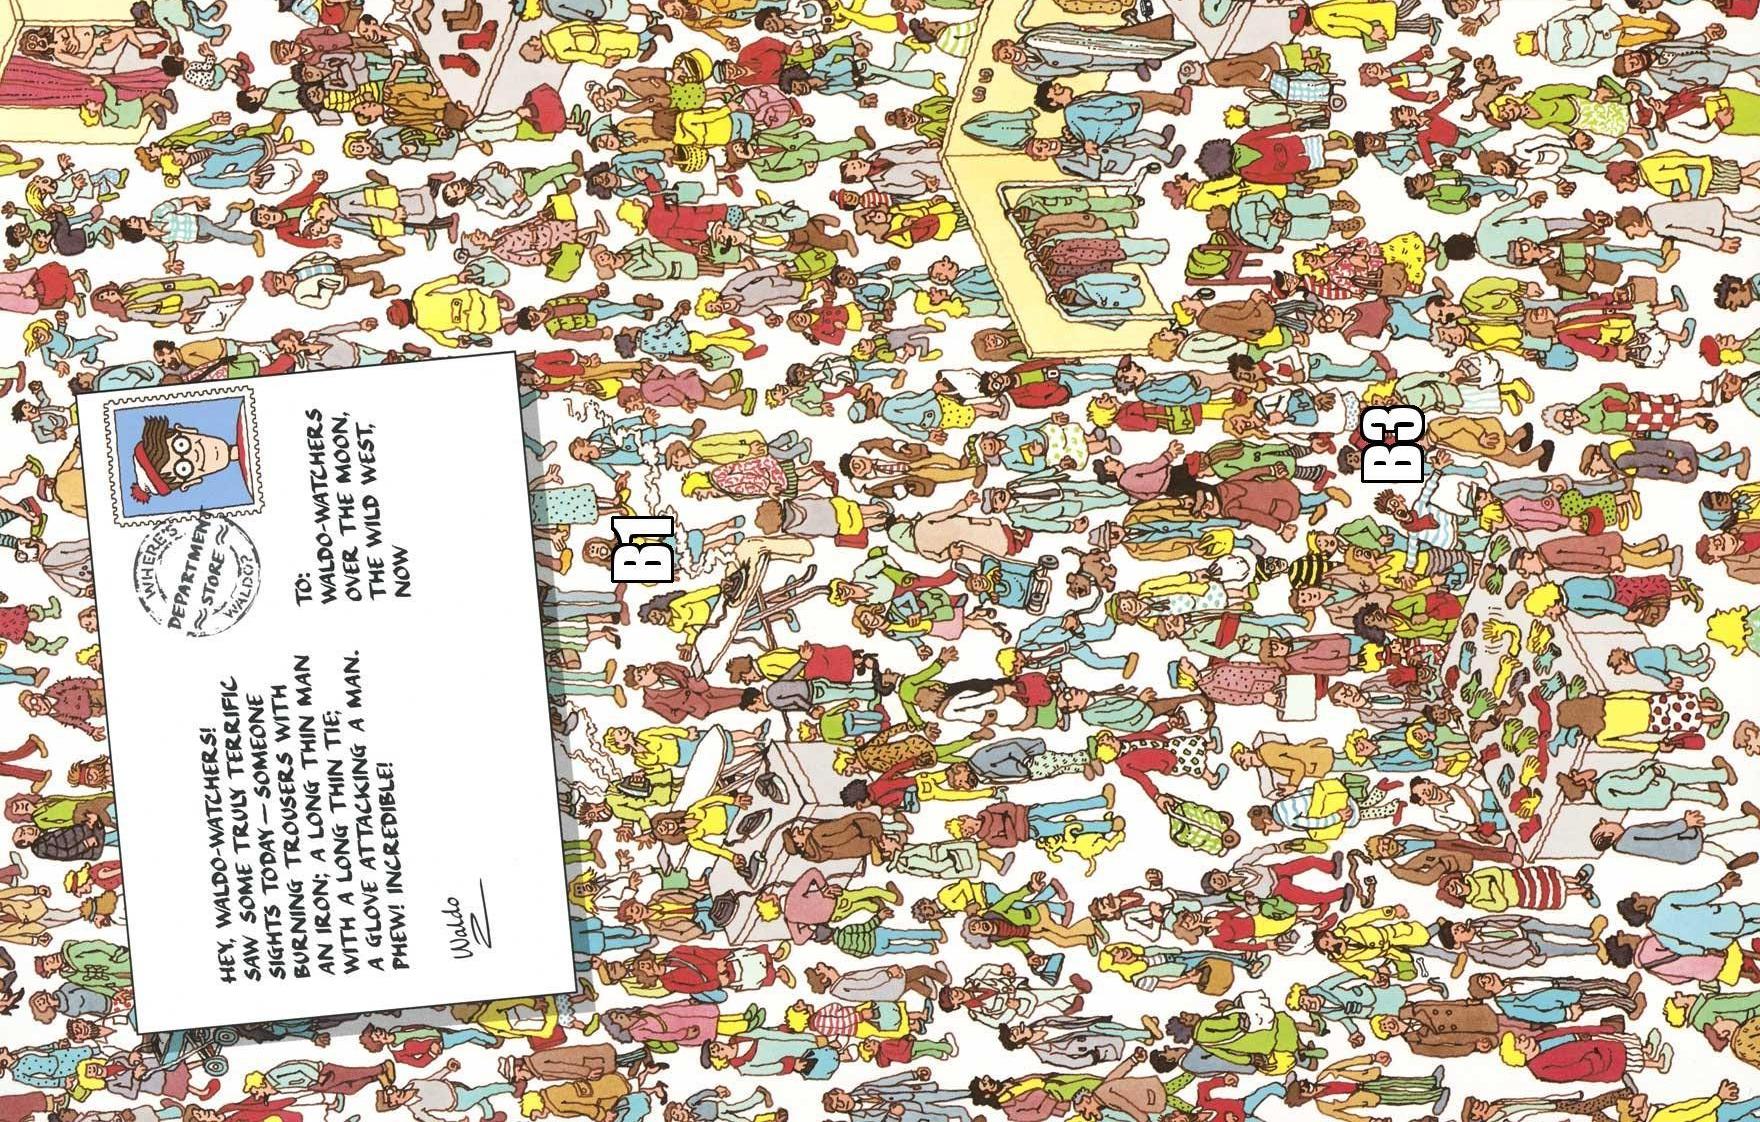 HEY, WALDO-WATCHERS!
SAW SOME TRULY TERRIFIC
SIGHTS TODAY—SOMEONE
BURNING TROUSERS WITH
AN IRON; A LONG THIN MAN
WITH A LONG THIN TIE;
A GLOVE ATTACKING A MAN.
PHEW! INCREDIBLE!
Waldo
WHERE'S
DEPARTMENT
STORE
WALDO?
TO:
WALDO-WATCHERS
OVER THE MOON,
THE WILD WEST,
NOW
B1
B3